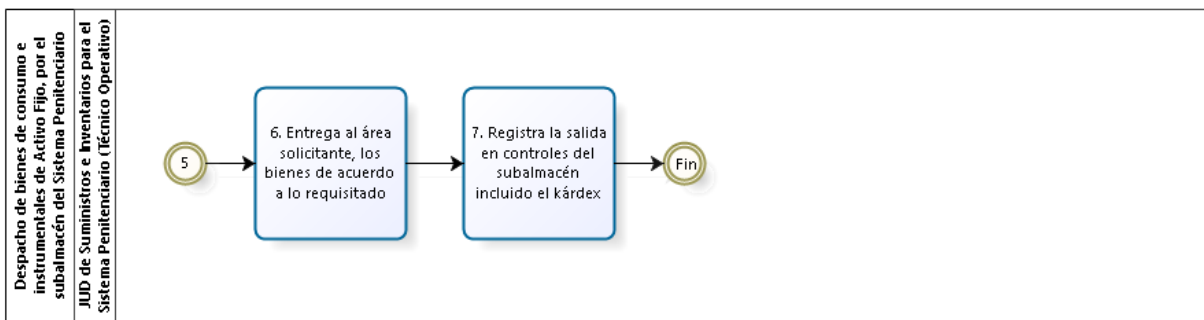 Despacho de bienes de consumo e
instrumentales de Activo Fijo, por el
subalmacén del Sistema Penitenciario
JUD de Suministros e Inventarios para el
Sistema Penitenciario (Técnico Operativo)
5
6. Entrega al área
solicitante, los
bienes de acuerdo
a lo requisitado
7. Registra la salida
en controles del
subalmacén
incluido el kárdex
Fin